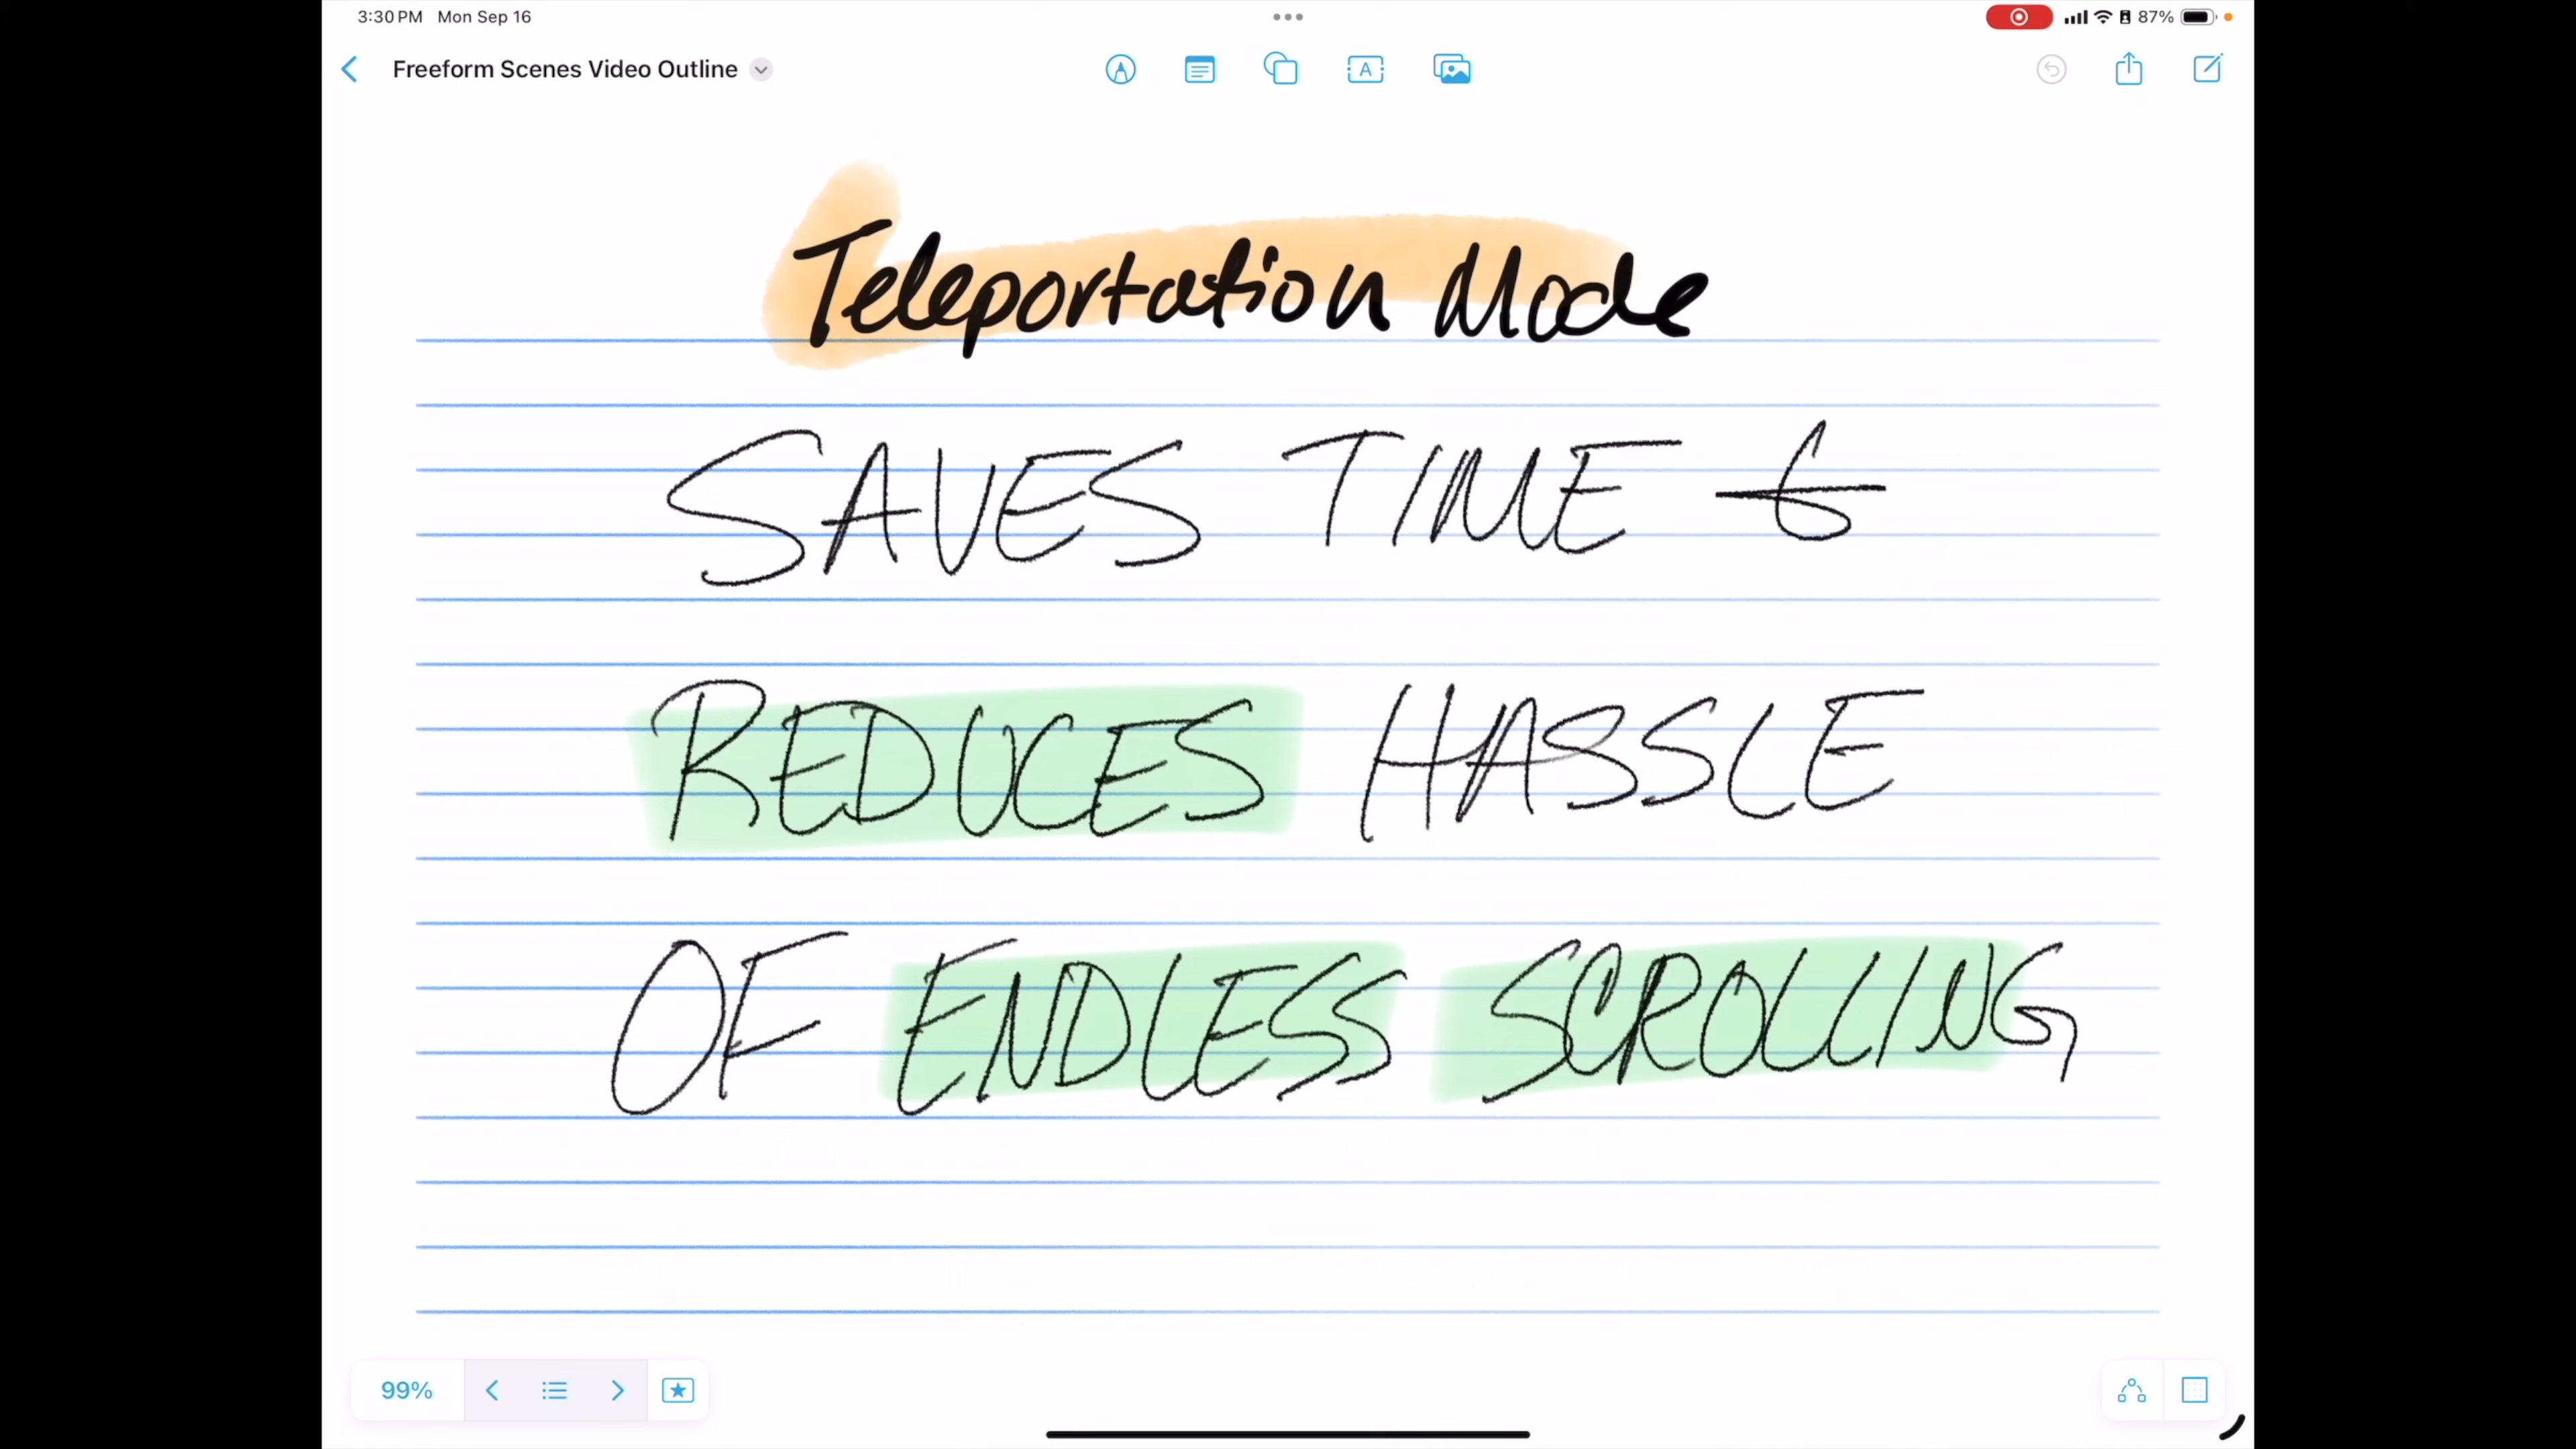 3:30 PM Mon Sep 16
87%
Freeform Scenes Video Outline
A
Teleportation Mode
SAVES TIME &
REDUCES HASSLE
OF ENDLESS SCROLLING
99%